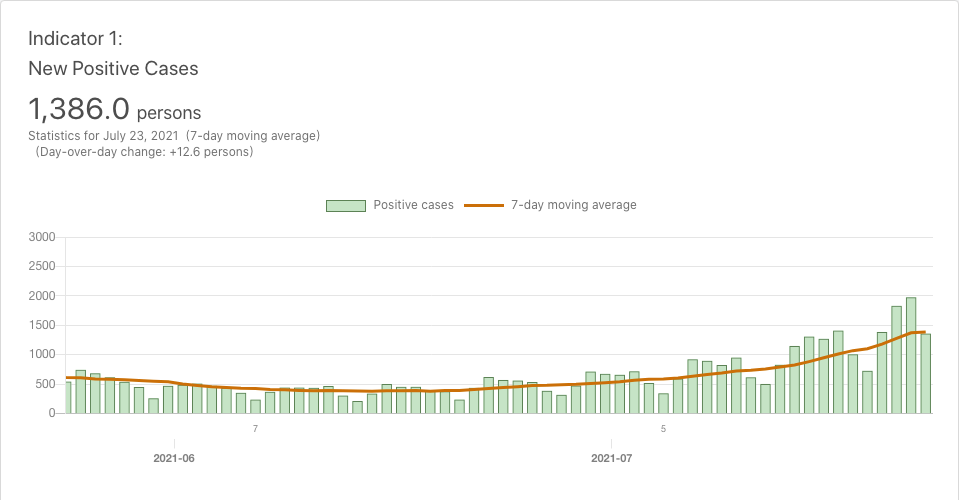 Indicator 1:
New Positive Cases
1,386.0 persons
Statistics for July 23, 2021 (7-day moving average)
(Day-over-day change: +12.6 persons)
Positive cases 7-day moving average
3000
2500
2000
1500
1000
500
0
7 5
2021-06 2021-07